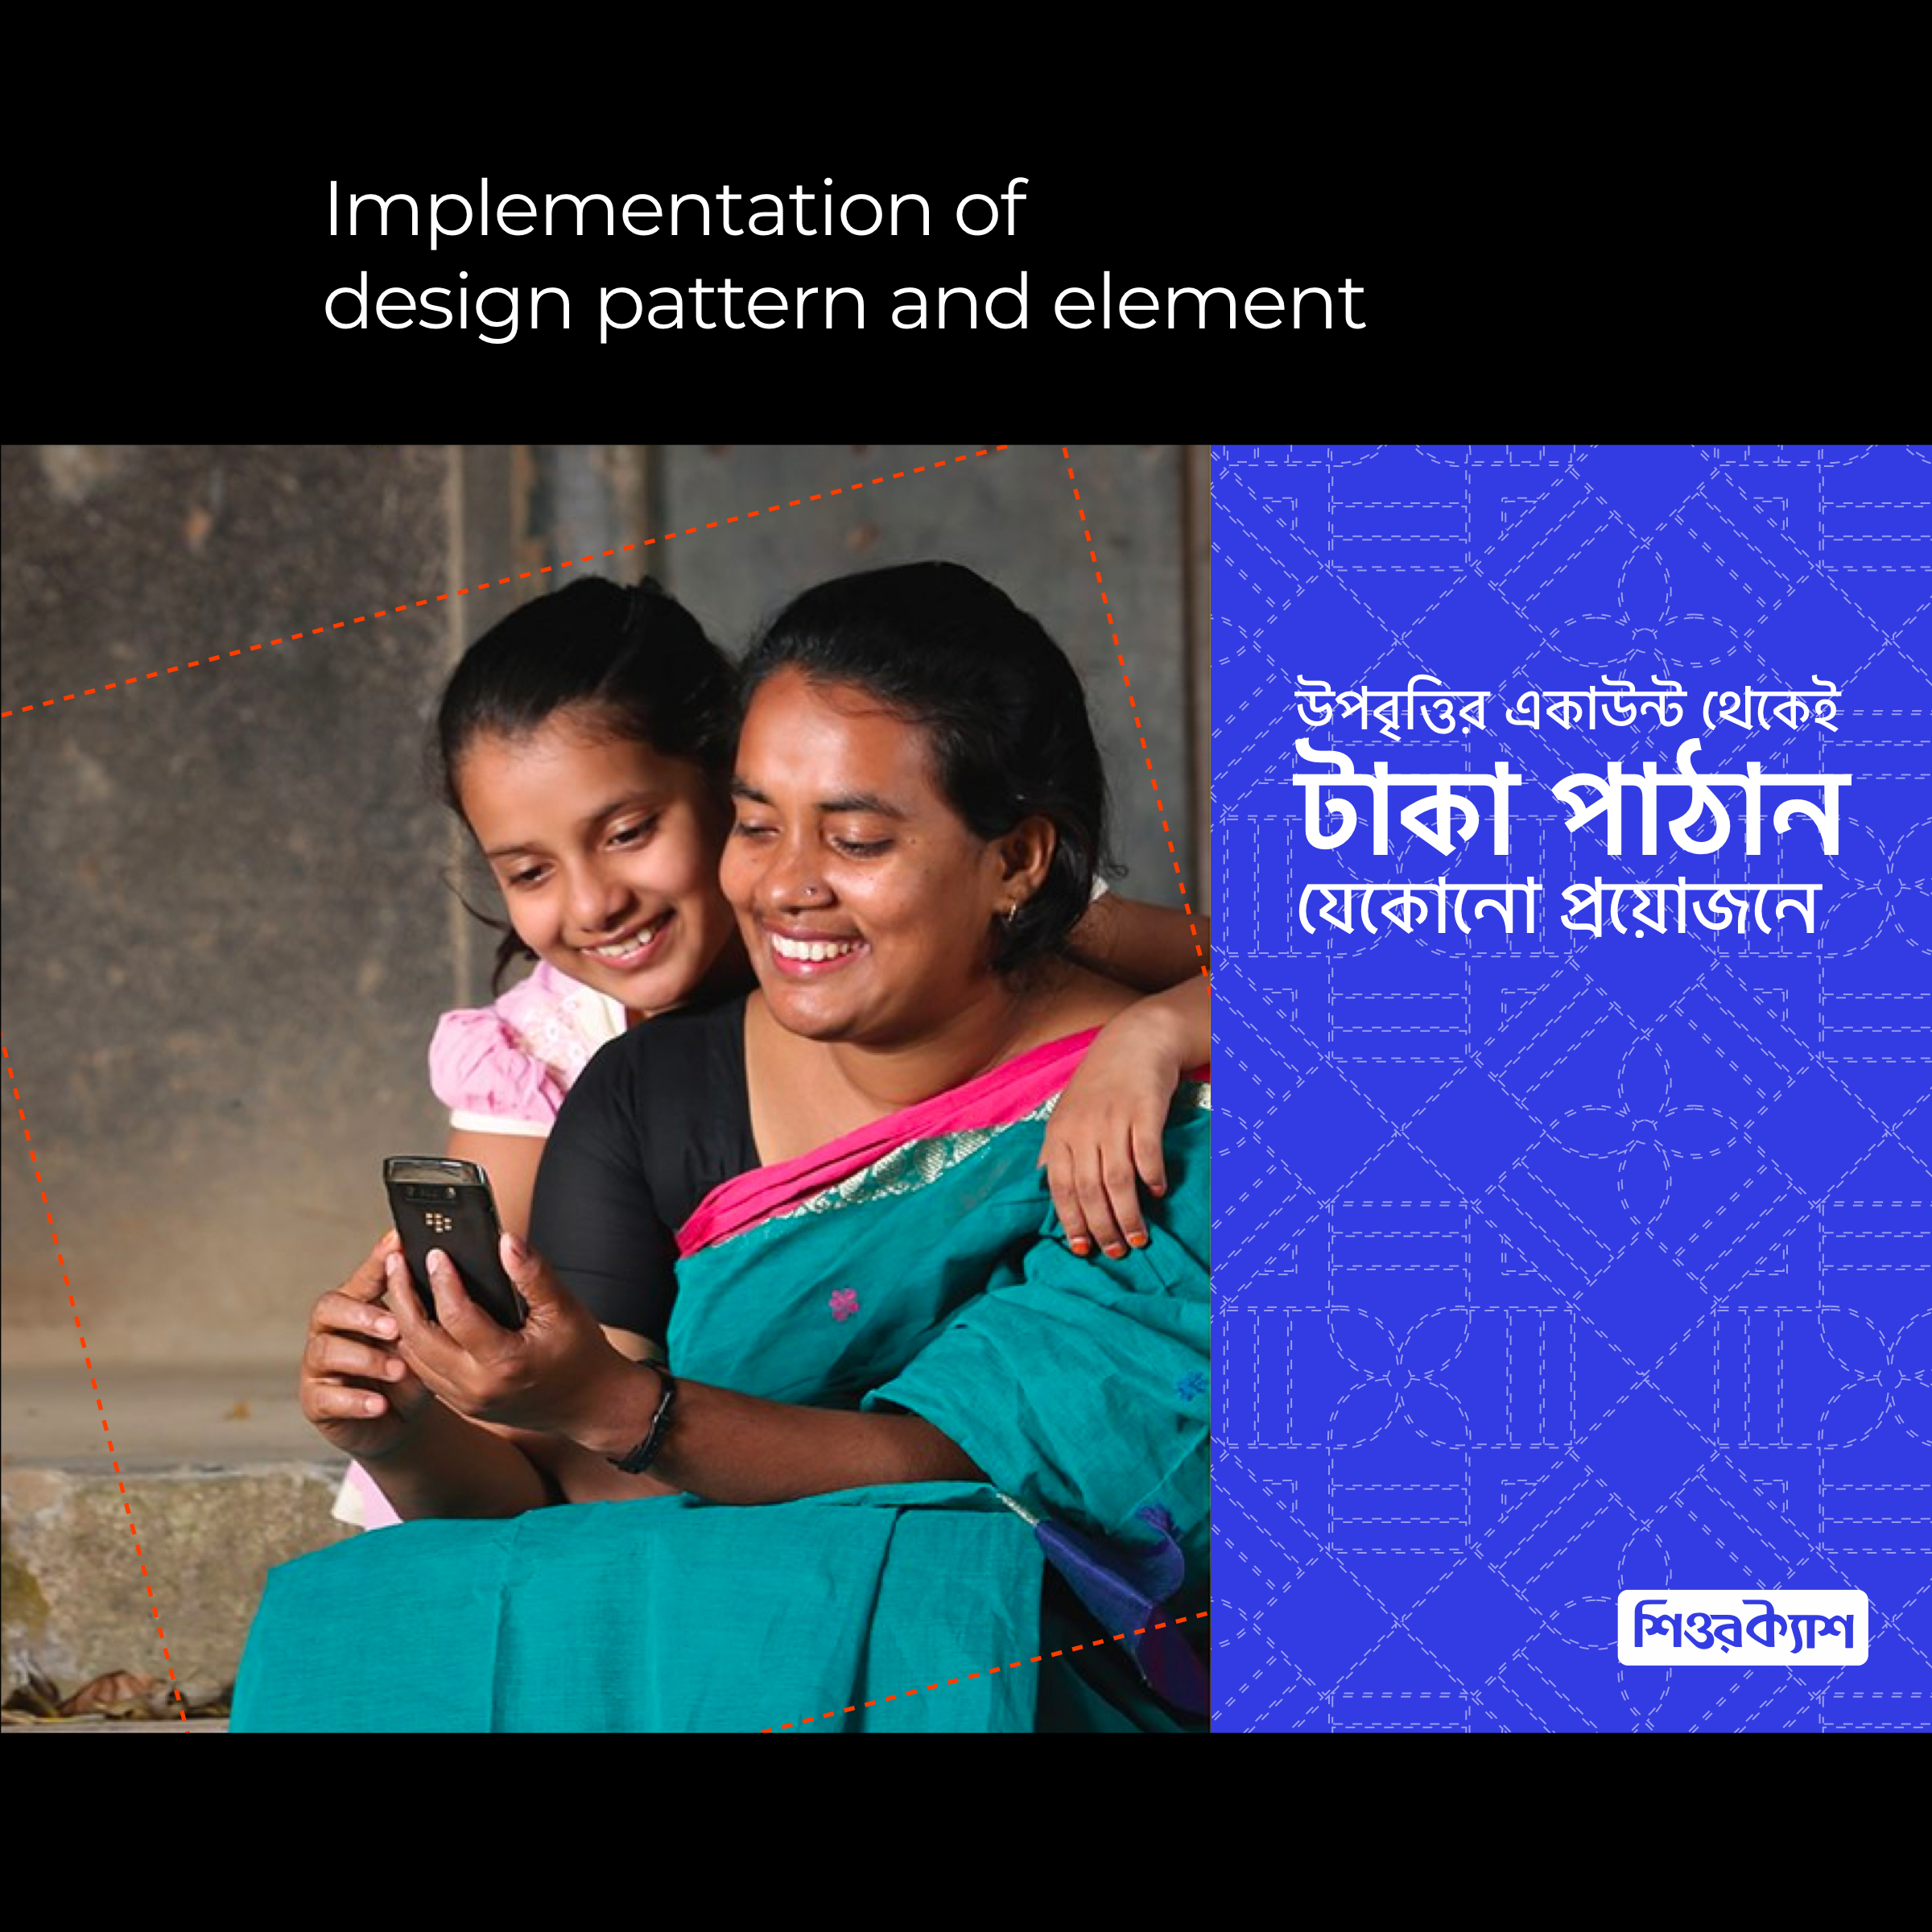 Implementation of
design pattern and element
উপবৃত্তির একাউন্ট থেকেই
টাকা পাঠান
যেকোনো প্রয়োজনে
শিওরক্যাশ